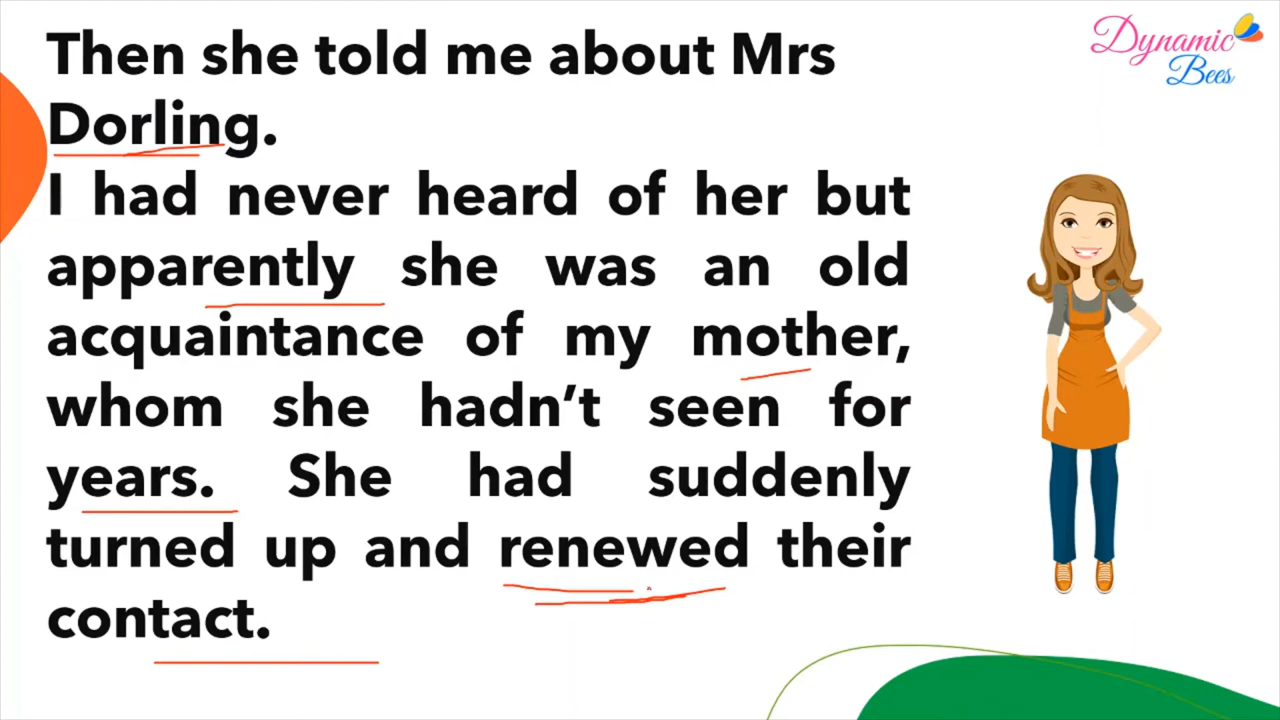 Then she told me about Mrs
Dorling.
I had never heard of her but
apparently she was an old
acquaintance of my mother,
whom she hadn’t seen for
years. She had suddenly
turned up and renewed their
contact.
Dynamic
Bees